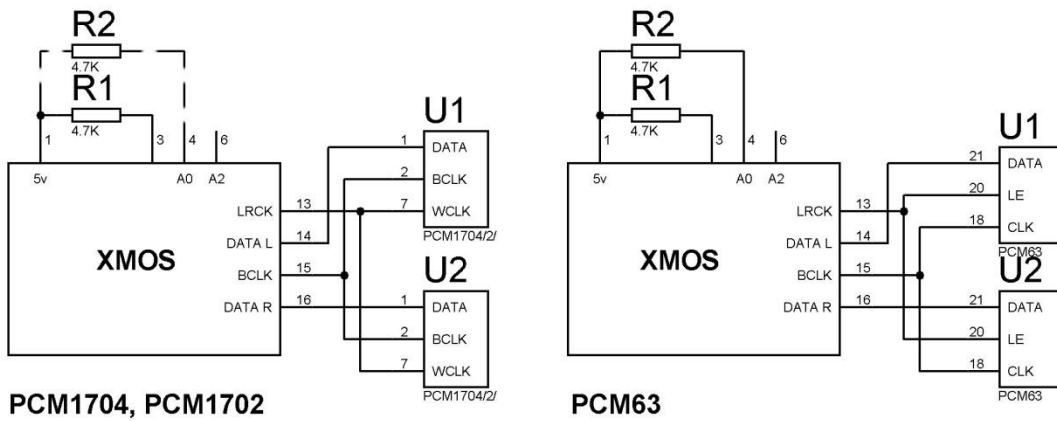 R2
4.7K
R1
4.7K
1
3
4
6
5v
A0
A2
XMOS
LRCK
DATA L
BCLK
DATA R
13
14
15
16
U1
1
DATA
2
BCLK
7
WCLK
PCM1704/2/
U2
1
DATA
2
BCLK
7
WCLK
PCM1704/2/
PCM1704, PCM1702
R2
4.7K
R1
4.7K
1
3
4
6
5v
A0
A2
XMOS
LRCK
DATA L
BCLK
DATA R
13
14
15
16
U1
21
DATA
20
LE
18
CLK
PCM63
U2
21
DATA
20
LE
18
CLK
PCM63
PCM63